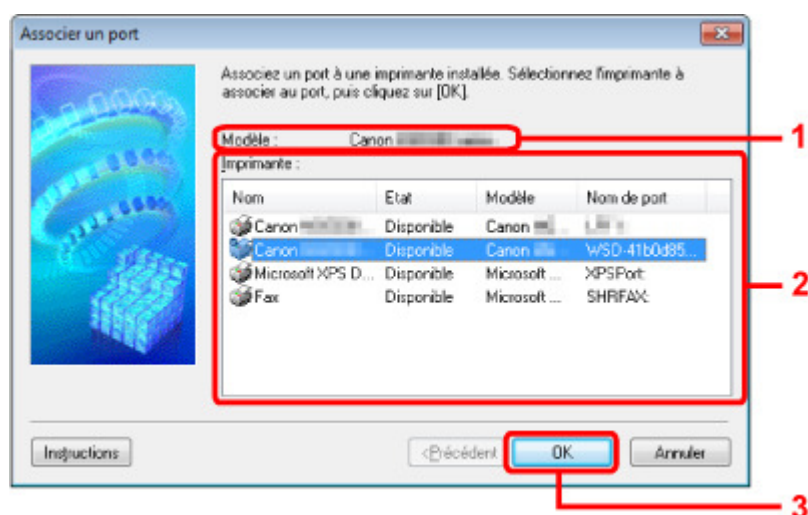 Associer un port
Associez un port à une imprimante installée. Sélectionnez l'imprimante à
associer au port, puis cliquez sur [OK].
Modèle : Canon
1
Imprimante :
Nom Etat Modèle Nom de port
Canon Disponible Canon
Canon Disponible Canon WSD-41b0d85...
Microsoft XPS D... Disponible Microsoft ... XPSPort:
Fax Disponible Microsoft ... SHRFAX:
2
Instructions <Précédent OK Annuler
3